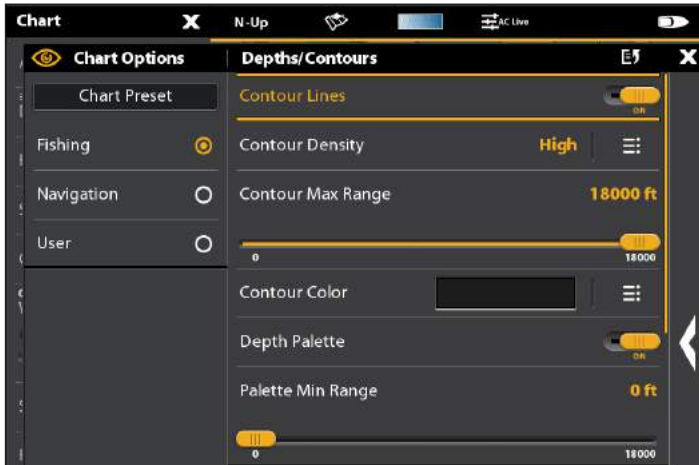 Chart X N-Up AC Live
Chart Options Depths/Contours X
Chart Preset
Contour Lines
ON
Fishing
Contour Density High
Navigation
Contour Max Range 18000 ft
User
0 18000
Contour Color
Depth Palette
ON
Palette Min Range 0 ft
0 18000